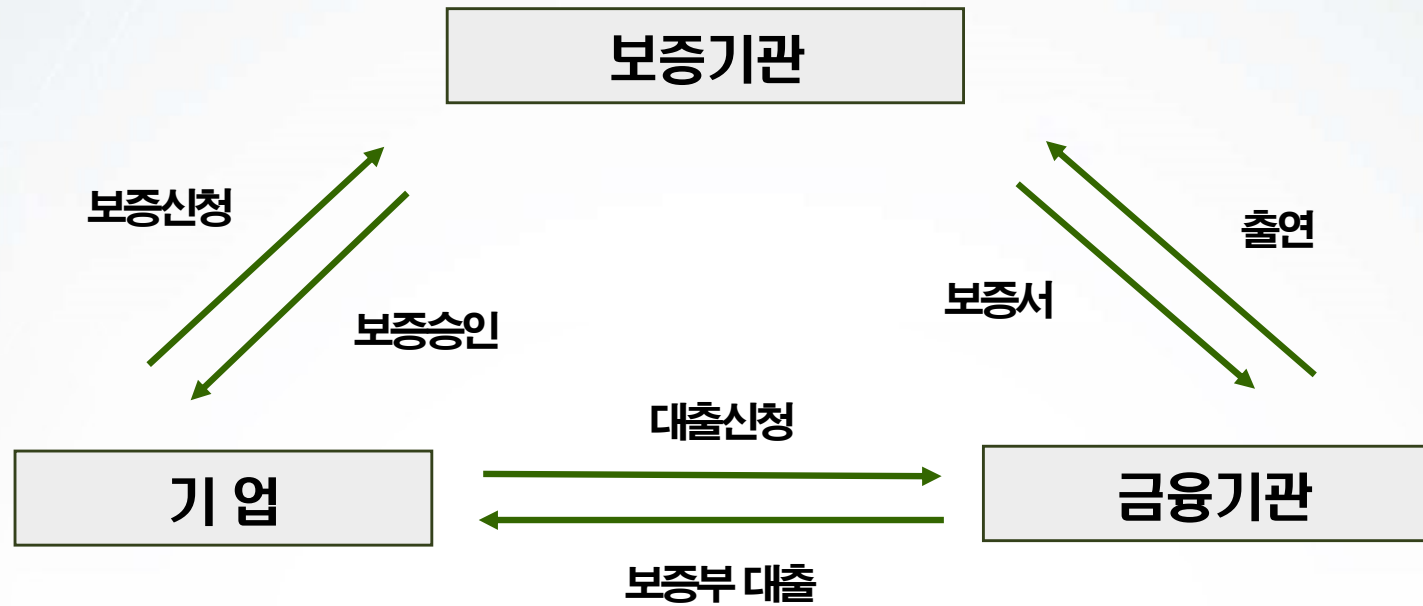 보증기관
보증신청
출연
보증서
보증승인
대출신청
기 업
금융기관
보증부 대출